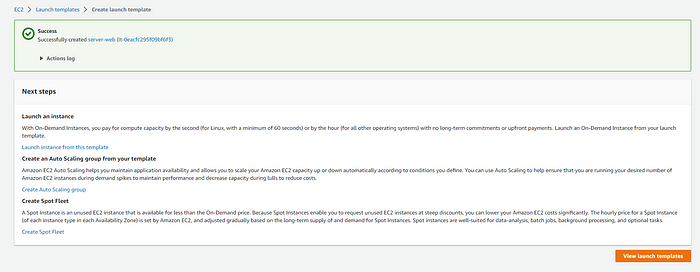 EC2 > Launch templates > Create launch template
Success
Successfully created server-web (lt-0eacfc295f09bf6f3)
Actions log
Next steps
Launch an instance
With On-Demand Instances, you pay for compute capacity by the second (for Linux, with a minimum of 60 seconds) or by the hour (for all other operating systems) with no long-term commitments or upfront payments. Launch an On-Demand Instance from your launch
template.
Launch instance from this template
Create an Auto Scaling group from your template
Amazon EC2 Auto Scaling helps you maintain application availability and allows you to scale your Amazon EC2 capacity up or down automatically according to conditions you define. You can use Auto Scaling to help ensure that you are running your desired number of
Amazon EC2 instances during demand spikes to maintain performance and decrease capacity during lulls to reduce costs.
Create Auto Scaling group
Create Spot Fleet
A Spot Instance is an unused EC2 instance that is available for less than the On-Demand price. Because Spot Instances enable you to request unused EC2 instances at steep discounts, you can lower your Amazon EC2 costs significantly. The hourly price for a Spot Instance
(of each instance type in each Availability Zone) is set by Amazon EC2, and adjusted gradually based on the long-term supply of and demand for Spot Instances. Spot instances are well-suited for data-analysis, batch jobs, background processing, and optional tasks.
Create Spot Fleet
View launch templates